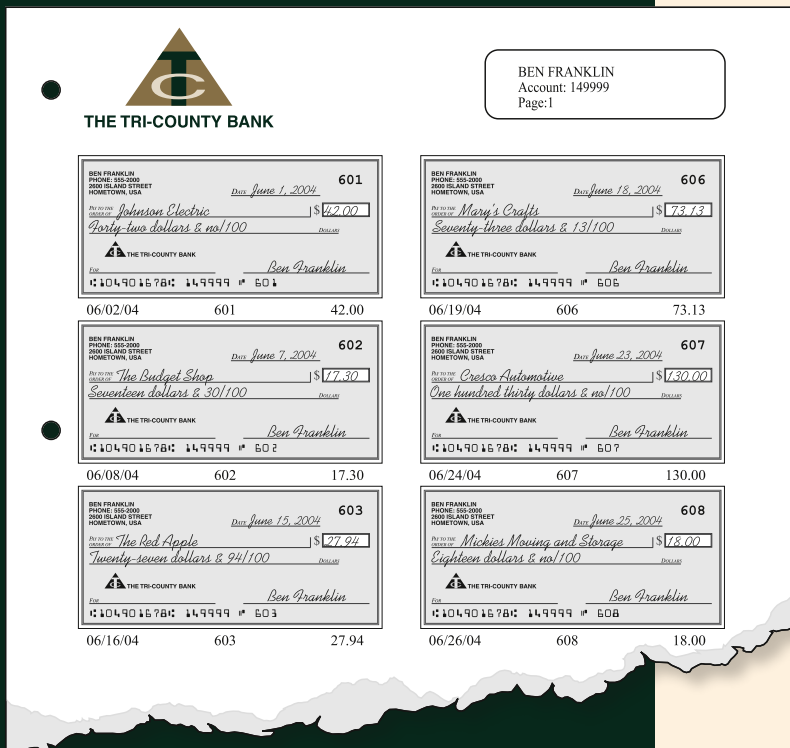 THE TRI-COUNTY BANK
BEN FRANKLIN
Account: 149999
Page:1
BEN FRANKLIN
PHONE: 555-2000
2600 ISLAND STREET
HOMETOWN, USA
601
DATE June 1, 2004
PAY TO THE ORDER OF Johnson Electric $ 42.00
Forty-two dollars & no/100 DOLLARS
THE TRI-COUNTY BANK
FOR Ben Franklin
⑆104901678⑆ 149999 ⑈ 601
06/02/04 601 42.00
BEN FRANKLIN
PHONE: 555-2000
2600 ISLAND STREET
HOMETOWN, USA
602
DATE June 7, 2004
PAY TO THE ORDER OF The Budget Shop $ 17.30
Seventeen dollars & 30/100 DOLLARS
THE TRI-COUNTY BANK
FOR Ben Franklin
⑆104901678⑆ 149999 ⑈ 602
06/08/04 602 17.30
BEN FRANKLIN
PHONE: 555-2000
2600 ISLAND STREET
HOMETOWN, USA
603
DATE June 15, 2004
PAY TO THE ORDER OF The Red Apple $ 27.94
Twenty-seven dollars & 94/100 DOLLARS
THE TRI-COUNTY BANK
FOR Ben Franklin
⑆104901678⑆ 149999 ⑈ 603
06/16/04 603 27.94
BEN FRANKLIN
PHONE: 555-2000
2600 ISLAND STREET
HOMETOWN, USA
606
DATE June 18, 2004
PAY TO THE ORDER OF Mary's Crafts $ 73.13
Seventy-three dollars & 13/100 DOLLARS
THE TRI-COUNTY BANK
FOR Ben Franklin
⑆104901678⑆ 149999 ⑈ 606
06/19/04 606 73.13
BEN FRANKLIN
PHONE: 555-2000
2600 ISLAND STREET
HOMETOWN, USA
607
DATE June 23, 2004
PAY TO THE ORDER OF Cresco Automotive $ 130.00
One hundred thirty dollars & no/100 DOLLARS
THE TRI-COUNTY BANK
FOR Ben Franklin
⑆104901678⑆ 149999 ⑈ 607
06/24/04 607 130.00
BEN FRANKLIN
PHONE: 555-2000
2600 ISLAND STREET
HOMETOWN, USA
608
DATE June 25, 2004
PAY TO THE ORDER OF Mickies Moving and Storage $ 18.00
Eighteen dollars & no/100 DOLLARS
THE TRI-COUNTY BANK
FOR Ben Franklin
⑆104901678⑆ 149999 ⑈ 608
06/26/04 608 18.00